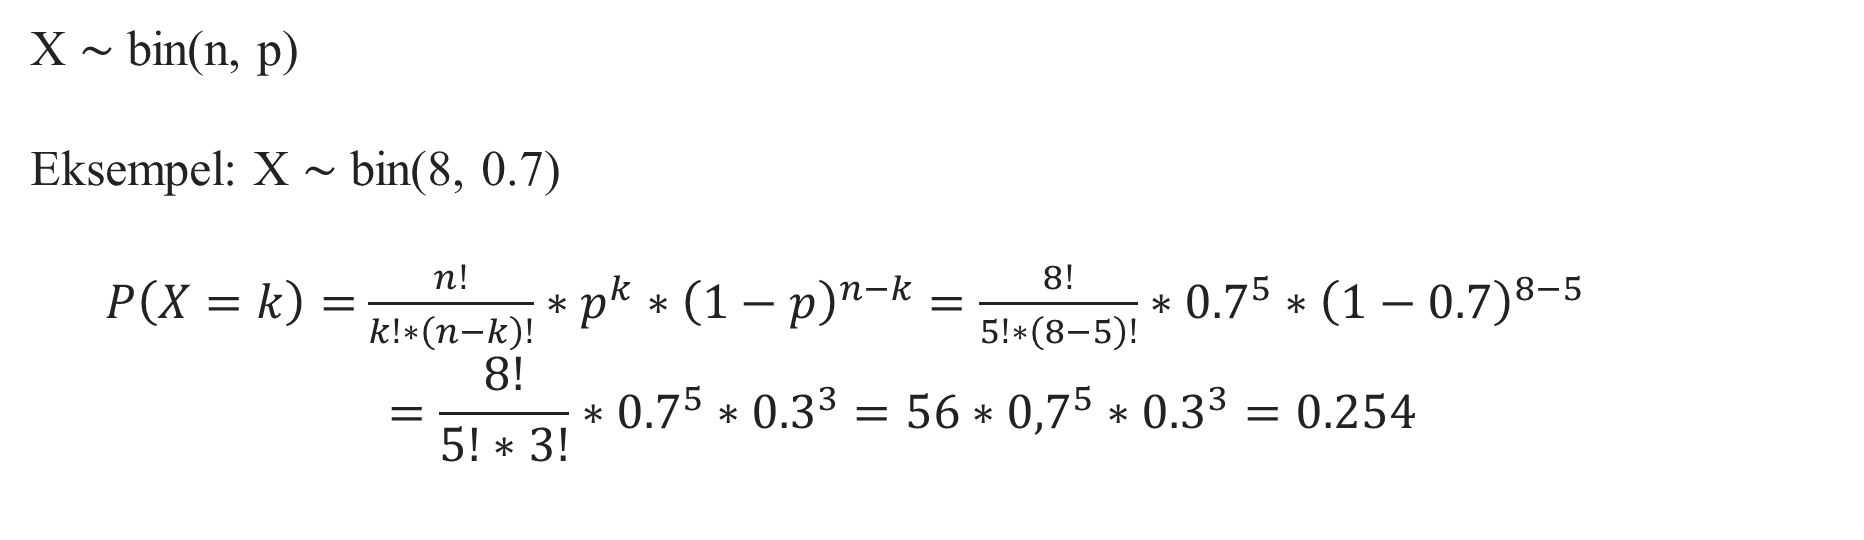 X ~ bin(n, p)
Eksempel: X ~ bin(8, 0.7)
P(X = k) = n!/(k!*(n−k)!) * p^k * (1 − p)^(n−k) = 8!/(5!*(8−5)!) * 0.7^5 * (1 − 0.7)^(8−5)
= 8!/(5! * 3!) * 0.7^5 * 0.3^3 = 56 * 0,7^5 * 0.3^3 = 0.254